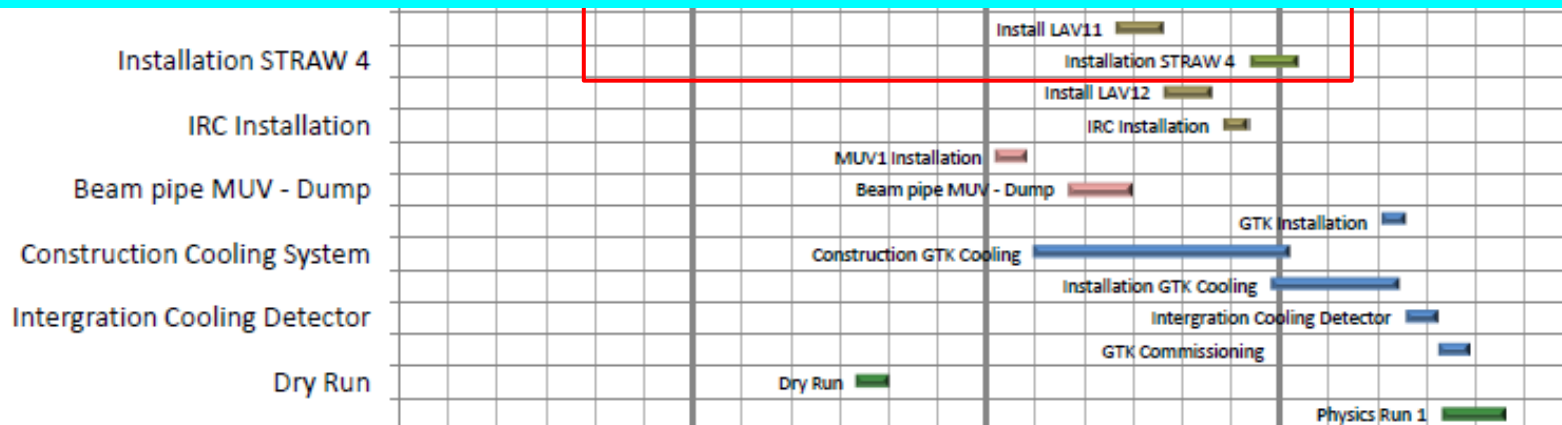 Install LAV11
Installation STRAW 4 Installation STRAW 4
Install LAV12
IRC Installation IRC Installation
MUV1 Installation
Beam pipe MUV - Dump Beam pipe MUV - Dump
GTK Installation
Construction Cooling System Construction GTK Cooling
Installation GTK Cooling
Intergration Cooling Detector Intergration Cooling Detector
GTK Commissioning
Dry Run Dry Run
Physics Run 1